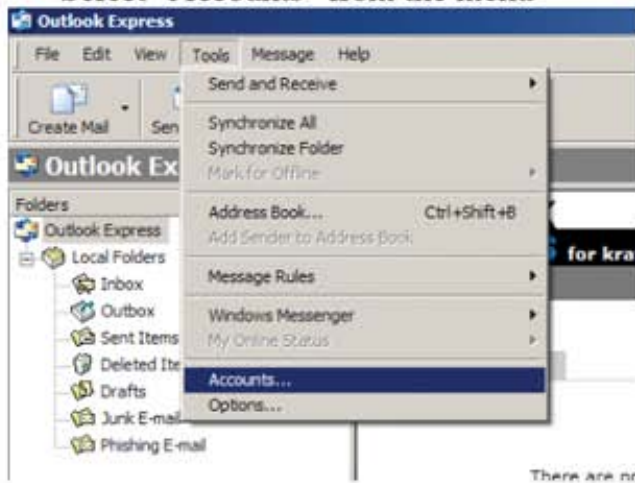 Outlook Express
File Edit View Tools Message Help
Create Mail Sen
Send and Receive
Synchronize All
Synchronize Folder
Mark for Offline
Address Book... Ctrl+Shift+B
Add Sender to Address Book
Message Rules
Windows Messenger
My Online Status
Accounts...
Options...
Outlook Ex
Folders
Outlook Express
Local Folders
Inbox
Outbox
Sent Items
Deleted Ite
Drafts
Junk E-mail
Phishing E-mail
for kra
There are no